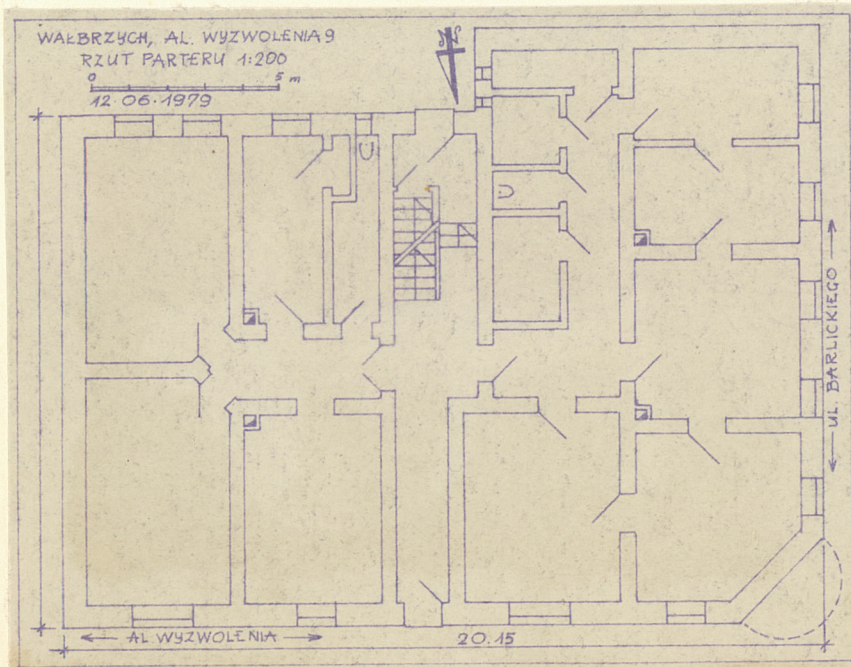 WAŁBRZYCH, AL. WYZWOLENIA 9
RZUT PARTERU 1:200
0 5 m
12.06.1979
N
UL. BARLICKIEGO
AL WYZWOLENIA
20.15